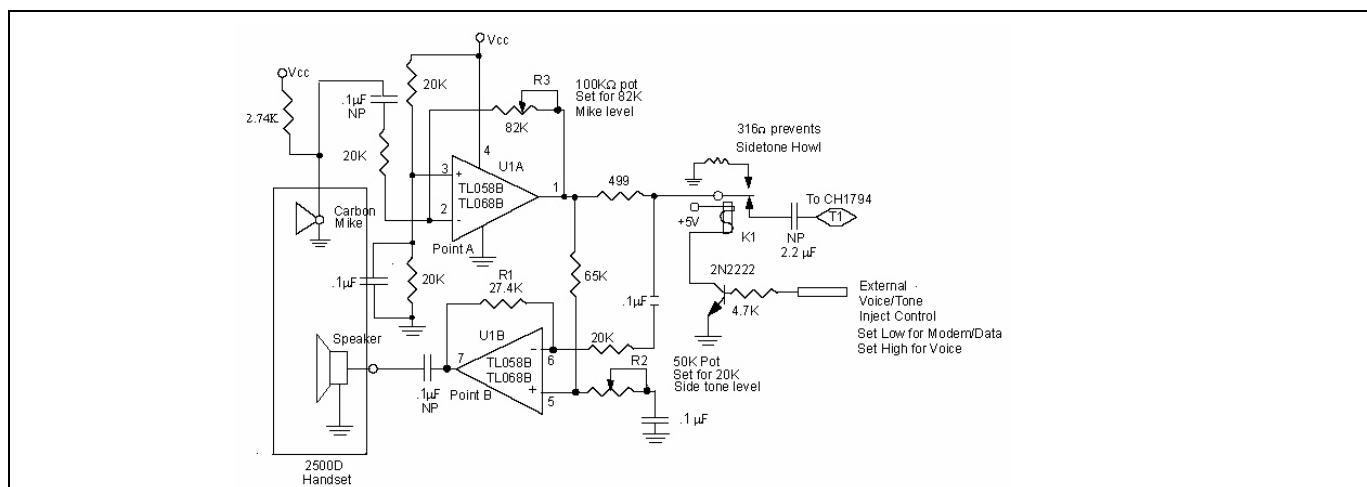 Vcc
Vcc
2.74K
.1µF
NP
20K
20K
R3
82K
100KΩ pot
Set for 82K
Mike level
4
3
+
2
-
U1A
TL058B
TL068B
1
Point A
Carbon
Mike
.1µF
20K
499
316Ω prevents
Sidetone Howl
+5V
K1
To CH1794
T1
NP
2.2 µF
65K
.1µF
2N2222
4.7K
External
Voice/Tone
Inject Control
Set Low for Modem/Data
Set High for Voice
R1
27.4K
U1B
7
TL058B
TL068B
-
6
+
5
Point B
20K
R2
50K Pot
Set for 20K
Side tone level
.1 µF
Speaker
.1µF
NP
2500D
Handset